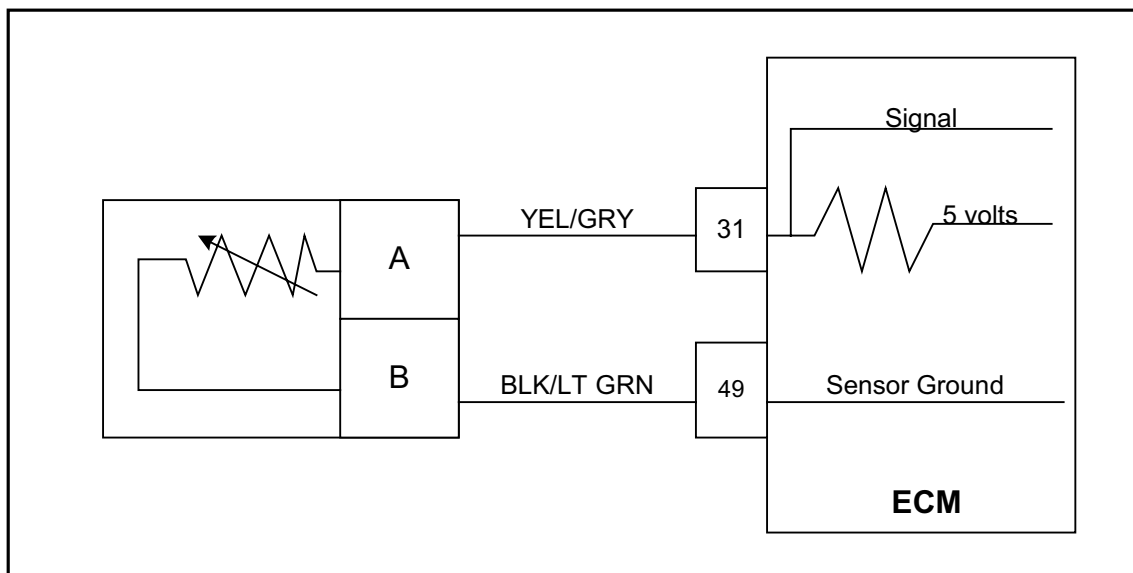 Signal
YEL/GRY
31
5 volts
A
B
BLK/LT GRN
49
Sensor Ground
ECM